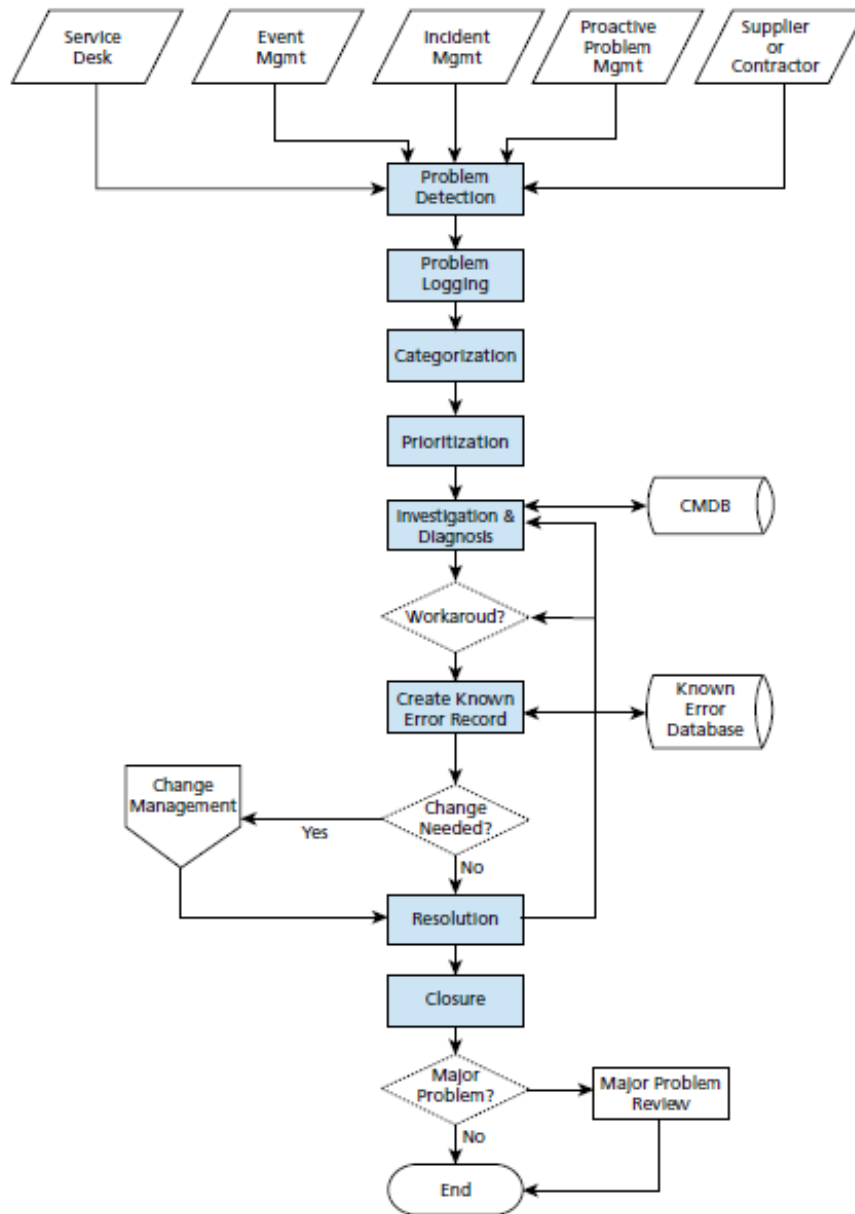 Service
Desk
Event
Mgmt
Incident
Mgmt
Proactive
Problem
Mgmt
Supplier
or
Contractor
Problem
Detection
Problem
Logging
Categorization
Prioritization
Investigation &
Diagnosis
CMDB
Workaroud?
Create Known
Error Record
Known
Error
Database
Change
Management
Change
Needed?
Yes
No
Resolution
Closure
Major
Problem?
Major Problem
Review
No
End